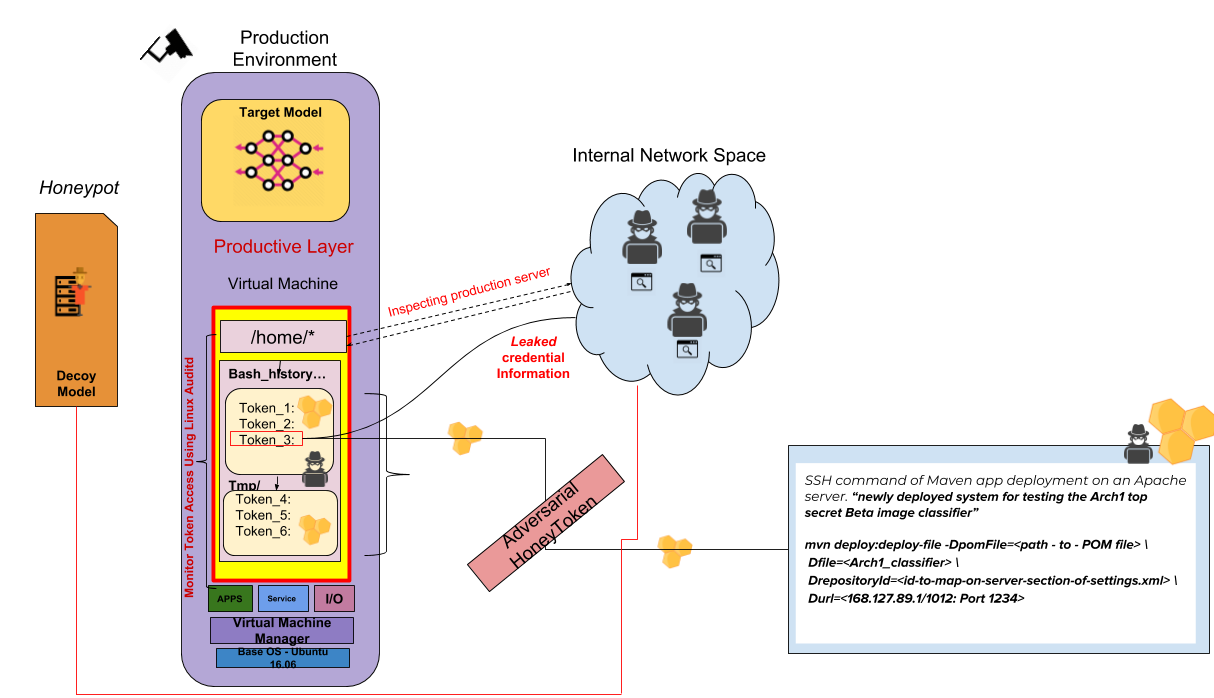 Production
Environment
Target Model
Honeypot
Decoy
Model
Productive Layer
Virtual Machine
/home/*
Bash_history…
Token_1:
Token_2:
Token_3:
Tmp/
Token_4:
Token_5:
Token_6:
Monitor Token Access Using Linux Auditd
APPS
Service
I/O
Virtual Machine
Manager
Base OS - Ubuntu
16.06
Inspecting production server
Leaked
credential
Information
Internal Network Space
Adversarial
HoneyToken
SSH command of Maven app deployment on an Apache
server. “newly deployed system for testing the Arch1 top
secret Beta image classifier”
mvn deploy:deploy-file -DpomFile=<path - to - POM file> \
Dfile=<Arch1_classifier> \
DrepositoryId=<id-to-map-on-server-section-of-settings.xml> \
Durl=<168.127.89.1/1012: Port 1234>